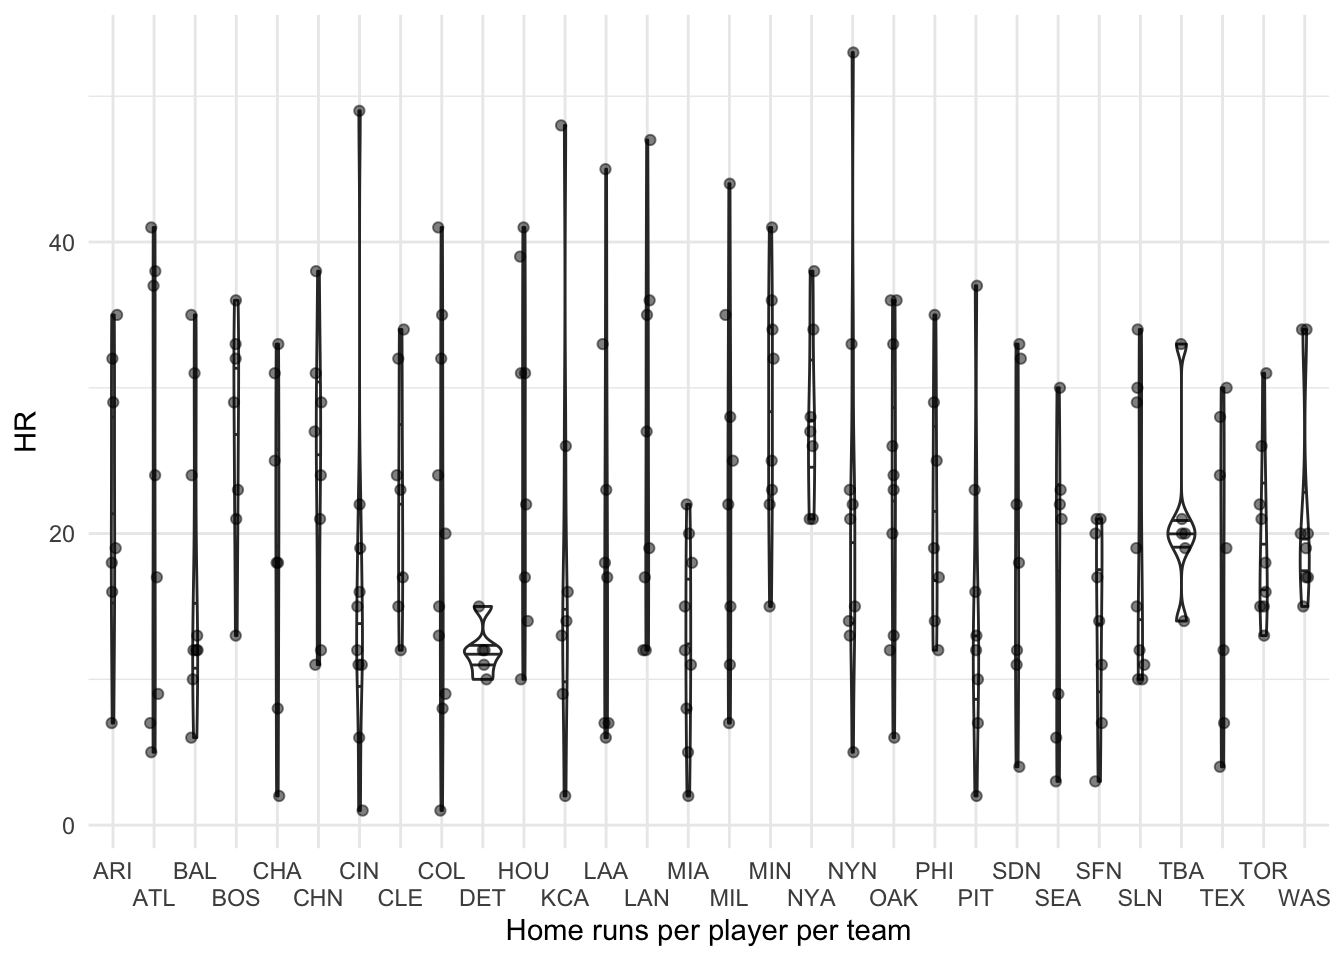 HR
40
20
0
ARI BAL CHA CIN COL HOU LAA MIA MIN NYN PHI SDN SFN TBA TOR
ATL BOS CHN CLE DET KCA LAN MIL NYA OAK PIT SEA SLN TEX WAS
Home runs per player per team